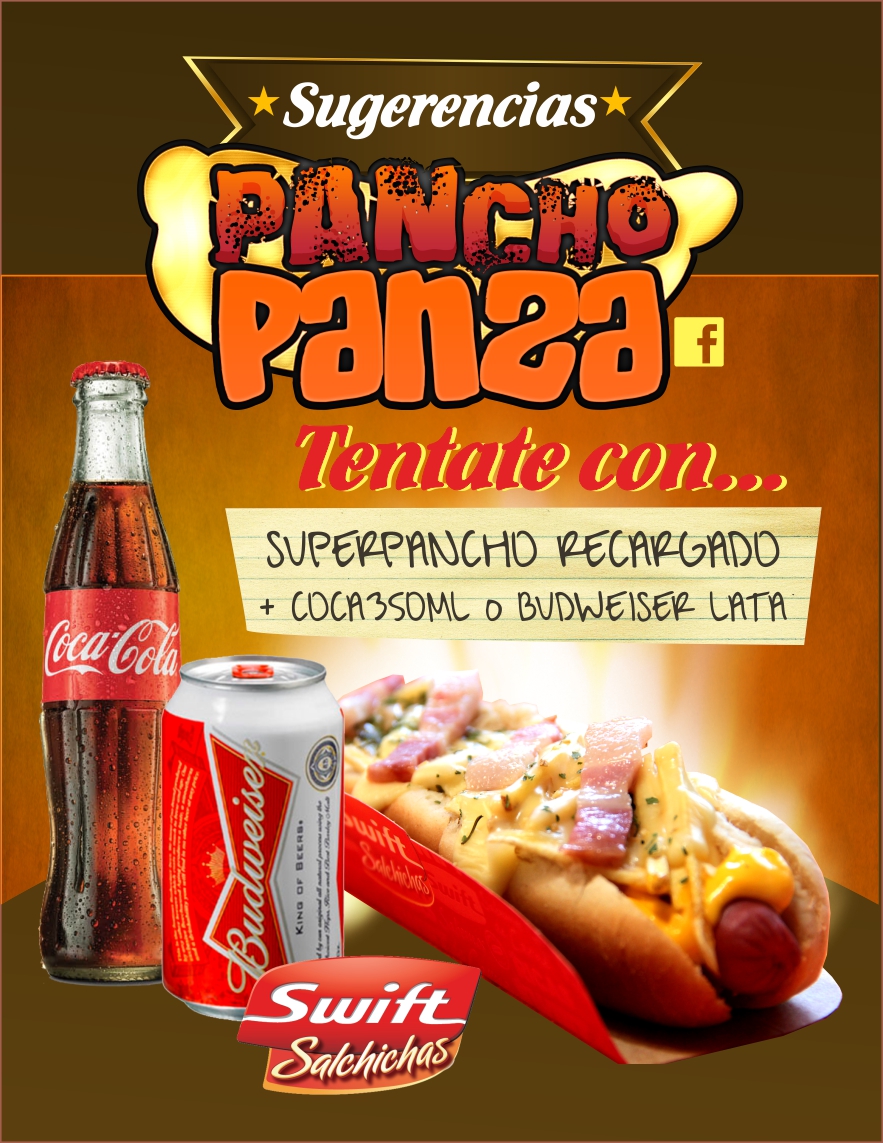 Sugerencias
PANCHO
Panza
f
Tentate con...
SUPERPANCHO RECARGADO
+ COCA350ML o BUDWEISER LATA
Coca-Cola
Budweiser
KING OF BEERS®
Swift
Salchichas
Swift
Swift
Salchichas